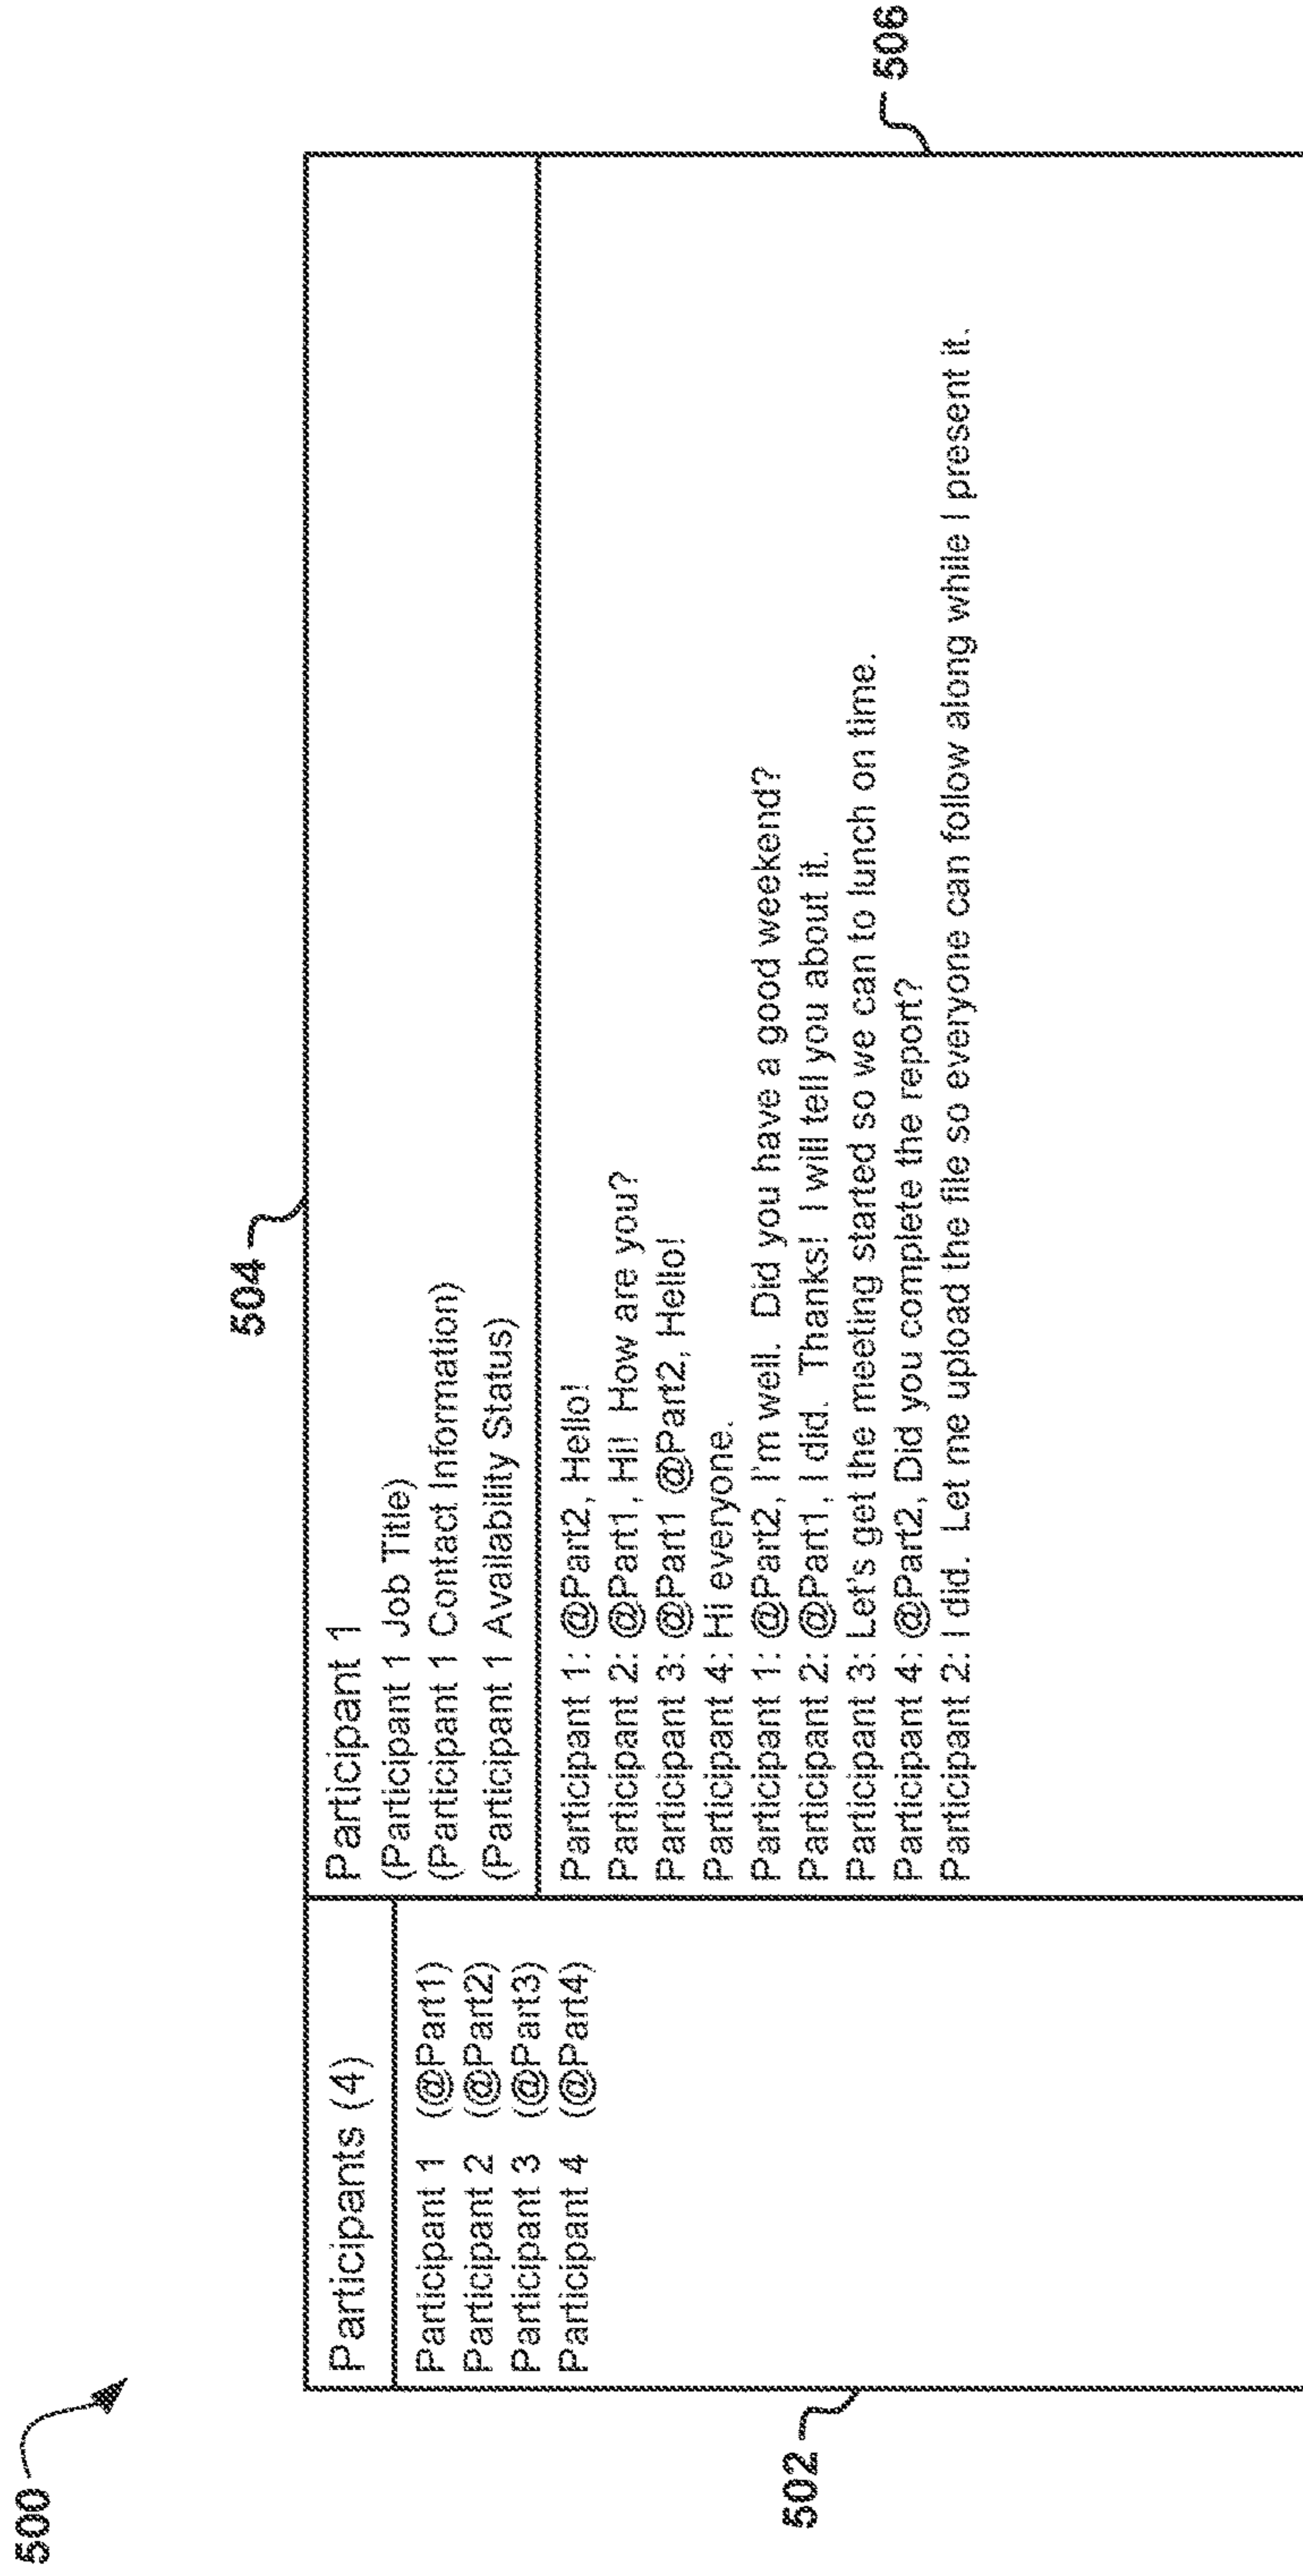 500
504
Participants (4)
Participant 1 (@Part1)
Participant 2 (@Part2)
Participant 3 (@Part3)
Participant 4 (@Part4)
502
Participant 1
(Participant 1 Job Title)
(Participant 1 Contact Information)
(Participant 1 Availability Status)
Participant 1: @Part2, Hello!
Participant 2: @Part1, Hi! How are you?
Participant 3: @Part1 @Part2, Hello!
Participant 4: Hi everyone.
Participant 1: @Part2, I'm well. Did you have a good weekend?
Participant 2: @Part1, I did. Thanks! I will tell you about it.
Participant 3: Let's get the meeting started so we can to lunch on time.
Participant 4: @Part2, Did you complete the report?
Participant 2: I did. Let me upload the file so everyone can follow along while I present it.
506